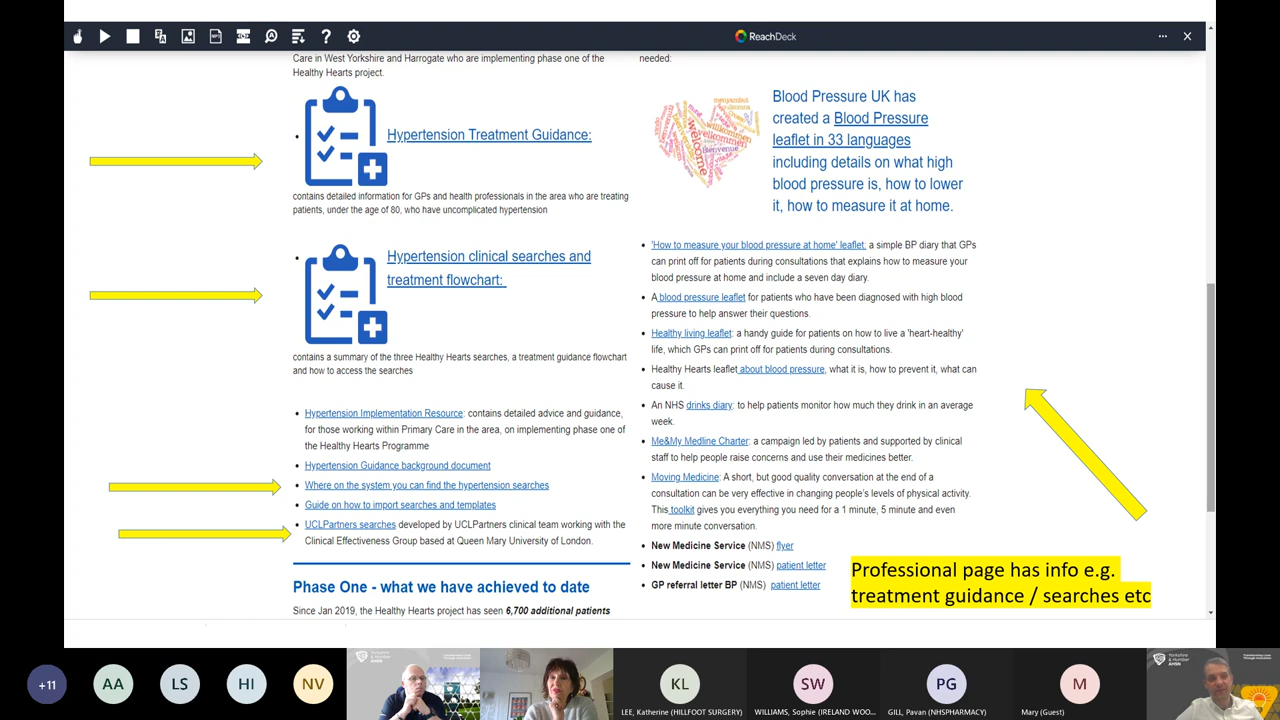 ReachDeck
Care in West Yorkshire and Harrogate who are implementing phase one of the
Healthy Hearts project.
Hypertension Treatment Guidance:
contains detailed information for GPs and health professionals in the area who are treating
patients, under the age of 80, who have uncomplicated hypertension
Hypertension clinical searches and
treatment flowchart:
contains a summary of the three Healthy Hearts searches, a treatment guidance flowchart
and how to access the searches
Hypertension Implementation Resource: contains detailed advice and guidance,
for those working within Primary Care in the area, on implementing phase one of
the Healthy Hearts Programme
Hypertension Guidance background document
Where on the system you can find the hypertension searches
Guide on how to import searches and templates
UCLPartners searches developed by UCLPartners clinical team working with the
Clinical Effectiveness Group based at Queen Mary University of London.
Phase One - what we have achieved to date
Since Jan 2019, the Healthy Hearts project has seen 6,700 additional patients
needed:
welcome
Bienvenue
Blood Pressure UK has
created a Blood Pressure
leaflet in 33 languages
including details on what high
blood pressure is, how to lower
it, how to measure it at home.
'How to measure your blood pressure at home' leaflet: a simple BP diary that GPs
can print off for patients during consultations that explains how to measure your
blood pressure at home and include a seven day diary.
A blood pressure leaflet for patients who have been diagnosed with high blood
pressure to help answer their questions.
Healthy living leaflet: a handy guide for patients on how to live a 'heart-healthy'
life, which GPs can print off for patients during consultations.
Healthy Hearts leaflet about blood pressure, what it is, how to prevent it, what can
cause it.
An NHS drinks diary: to help patients monitor how much they drink in an average
week.
Me&My Medline Charter: a campaign led by patients and supported by clinical
staff to help people raise concerns and use their medicines better.
Moving Medicine: A short, but good quality conversation at the end of a
consultation can be very effective in changing people's levels of physical activity.
This toolkit gives you everything you need for a 1 minute, 5 minute and even
more minute conversation.
New Medicine Service (NMS) flyer
New Medicine Service (NMS) patient letter
GP referral letter BP (NMS) patient letter
Professional page has info e.g.
treatment guidance / searches etc
+11
AA
LS
HI
NV
Yorkshire
& Humber
AHSN
KL
LEE, Katherine (HILLFOOT SURGERY)
SW
WILLIAMS, Sophie (IRELAND WOO...
PG
GILL, Pavan (NHSPHARMACY)
M
Mary (Guest)
Yorkshire
& Humber
AHSN